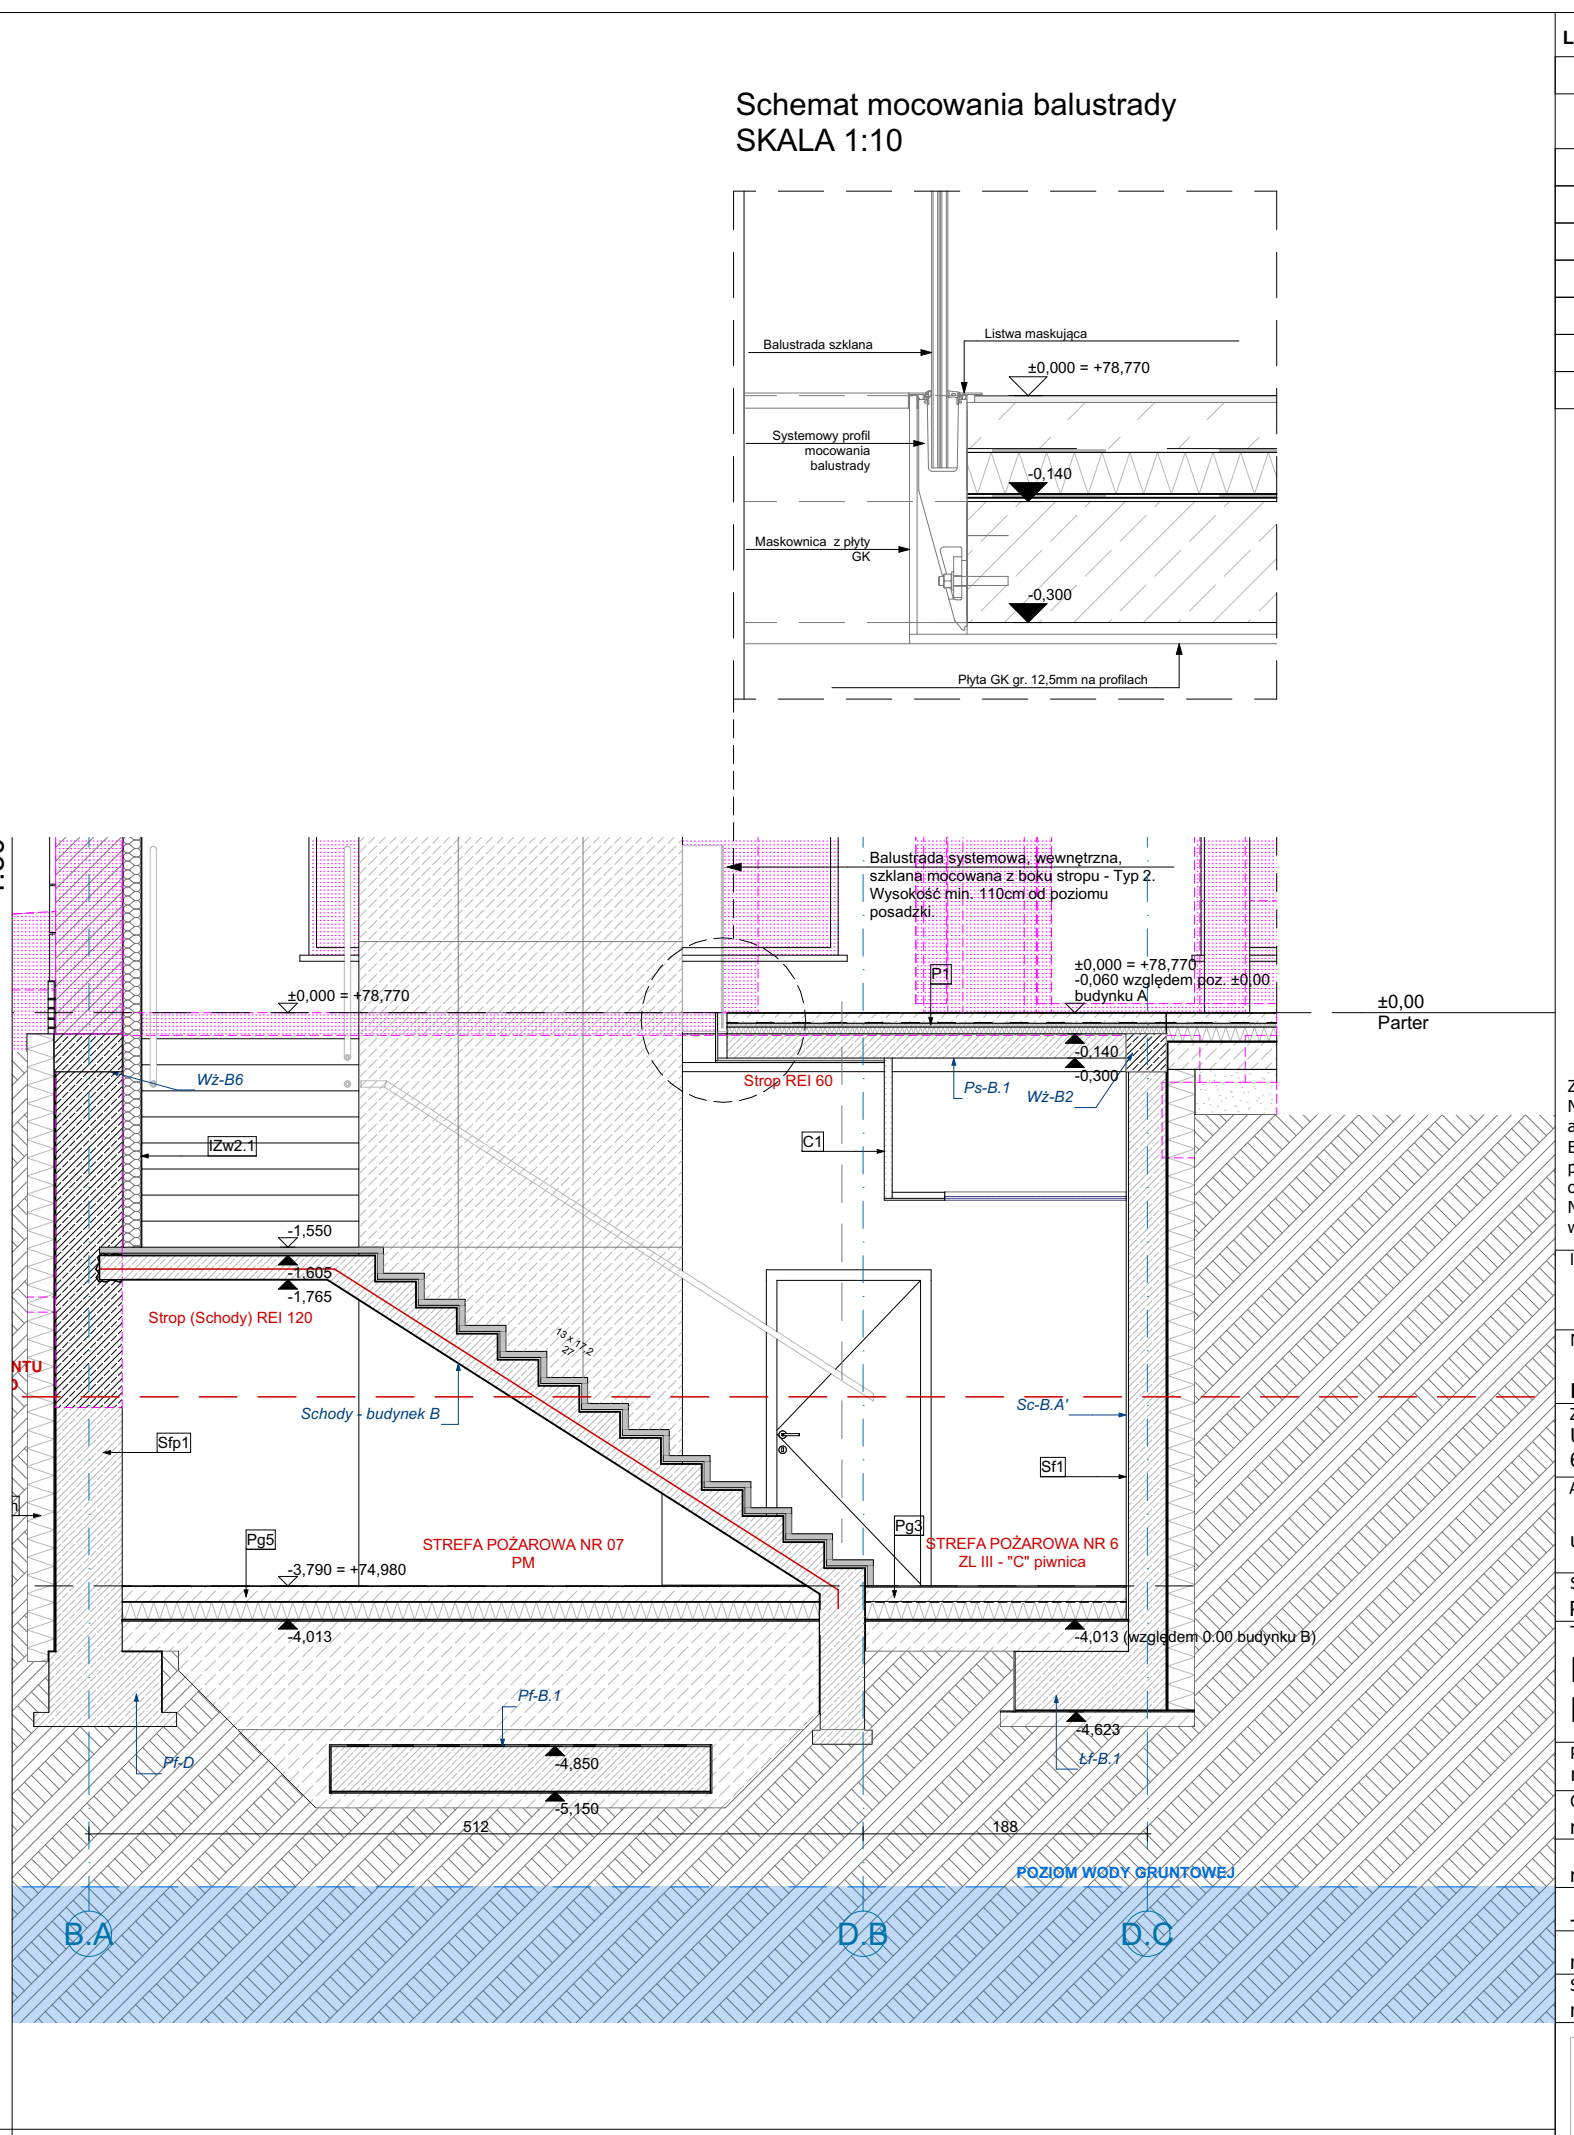 Schemat mocowania balustrady
SKALA 1:10
Balustrada szklana
Listwa maskująca
±0,000 = +78,770
Systemowy profil
mocowania
balustrady
-0,140
Maskownica z płyty
GK
-0,300
Płyta GK gr. 12,5mm na profilach
Balustrada systemowa, wewnętrzna,
szklana mocowana z boku stropu - Typ 2.
Wysokość min. 110cm od poziomu
posadzki.
±0,000 = +78,770
P1
±0,000 = +78,770
-0,060 względem poz. ±0,00
budynku A
±0,00
Parter
-0,140
-0,300
Wż-B6
Strop REI 60
Ps-B.1
Wż-B2
IZw2.1
C1
-1,550
-1,605
-1,765
Strop (Schody) REI 120
13 x 17,2
27
NTU
Schody - budynek B
Sc-B.A'
Sfp1
Sf1
Pg5
Pg3
STREFA POŻAROWA NR 07
PM
STREFA POŻAROWA NR 6
ZL III - "C" piwnica
-3,790 = +74,980
-4,013
-4,013 (względem 0.00 budynku B)
Pf-B.1
-4,623
Pf-D
-4,850
Łf-B.1
-5,150
512
188
POZIOM WODY GRUNTOWEJ
B.A
D.B
D.C